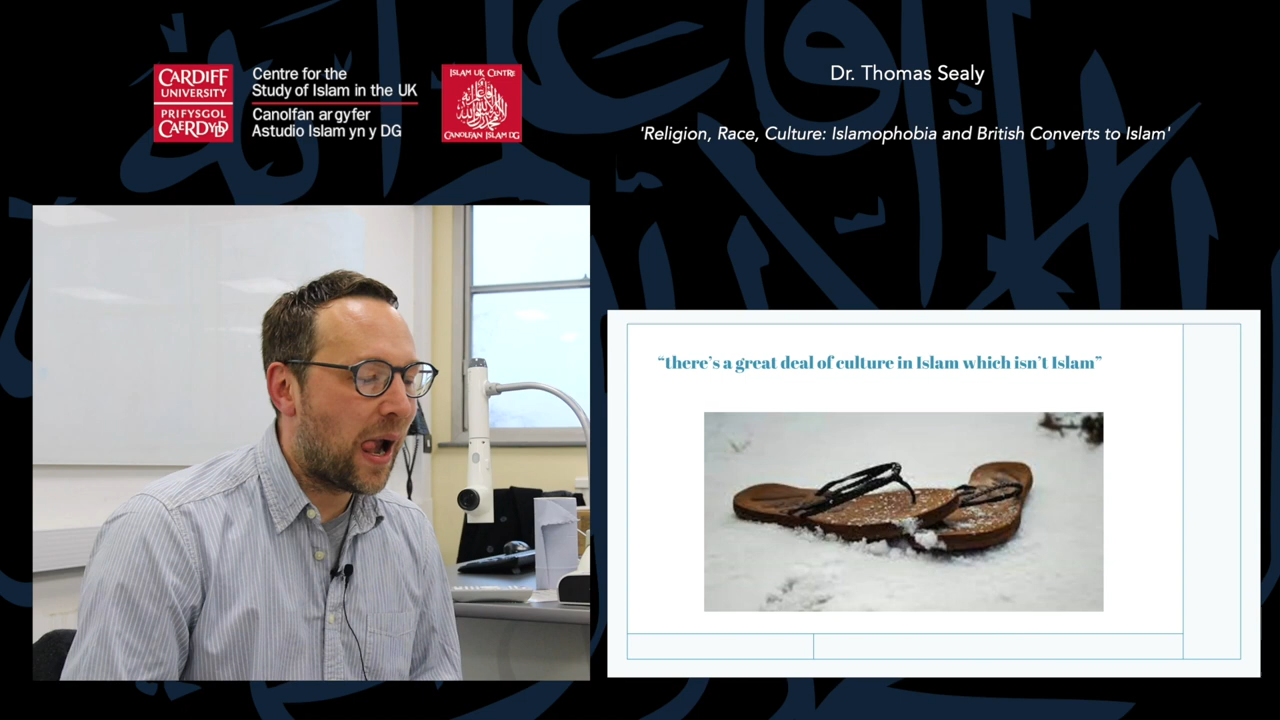 CARDIFF
UNIVERSITY
PRIFYSGOL
CAERDYDD
Centre for the
Study of Islam in the UK
Canolfan ar gyfer
Astudio Islam yn y DG
ISLAM UK CENTRE
CANOLFAN ISLAM DG
Dr. Thomas Sealy
'Religion, Race, Culture: Islamophobia and British Converts to Islam'
“there’s a great deal of culture in Islam which isn’t Islam”